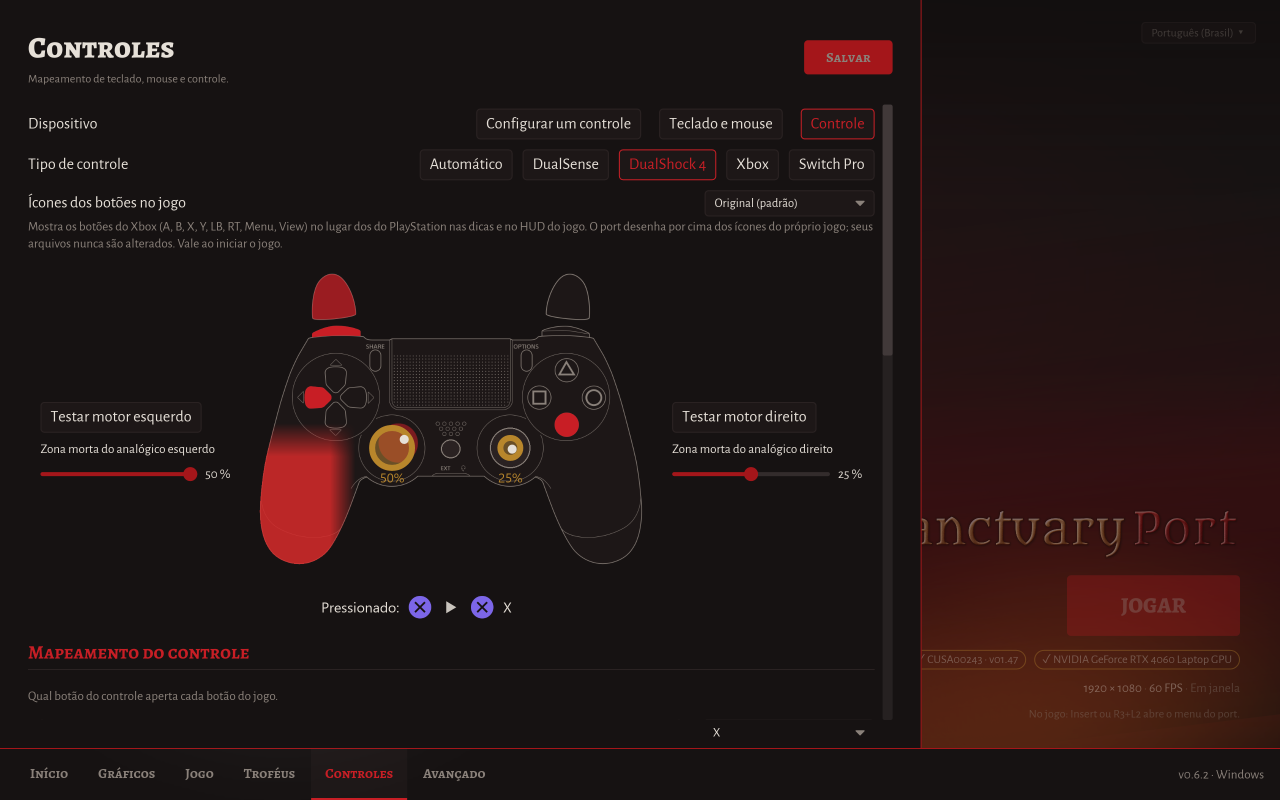 Controles
Mapeamento de teclado, mouse e controle.
Salvar
Português (Brasil)
Dispositivo
Configurar um controle
Teclado e mouse
Controle
Tipo de controle
Automático
DualSense
DualShock 4
Xbox
Switch Pro
Ícones dos botões no jogo
Original (padrão)
Mostra os botões do Xbox (A, B, X, Y, LB, RT, Menu, View) no lugar dos do PlayStation nas dicas e no HUD do jogo. O port desenha por cima dos ícones do próprio jogo; seus
arquivos nunca são alterados. Vale ao iniciar o jogo.
SHARE
OPTIONS
Testar motor esquerdo
Testar motor direito
Zona morta do analógico esquerdo
Zona morta do analógico direito
50 %
25 %
EXT
50%
25%
Pressionado:
X
Mapeamento do controle
Qual botão do controle aperta cada botão do jogo.
X
anctuary Port
JOGAR
✓ CUSA00243 · v01.47
✓ NVIDIA GeForce RTX 4060 Laptop GPU
1920 × 1080 · 60 FPS · Em janela
No jogo: Insert ou R3+L2 abre o menu do port.
Início
Gráficos
Jogo
Troféus
Controles
Avançado
v0.6.2 · Windows